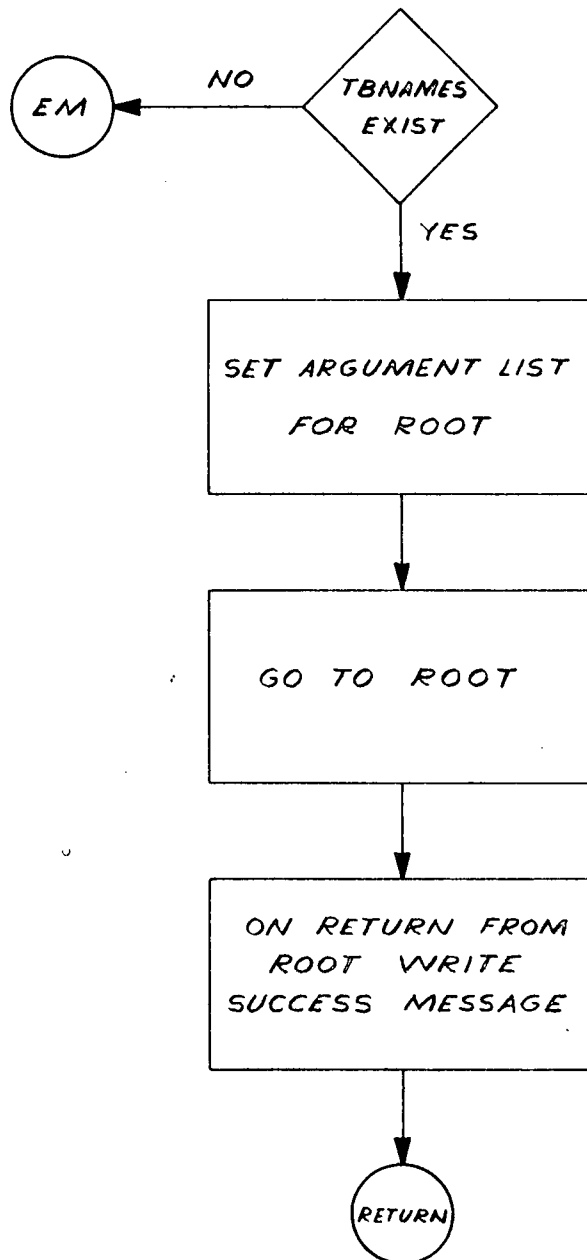 NO
TBNAMES
EXIST
EM
YES
SET ARGUMENT LIST
FOR ROOT
GO TO ROOT
ON RETURN FROM
ROOT WRITE
SUCCESS MESSAGE
RETURN